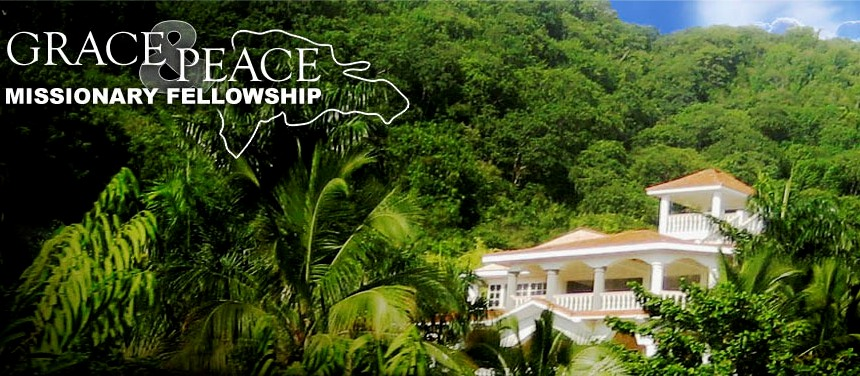 GRACE & PEACE
MISSIONARY FELLOWSHIP